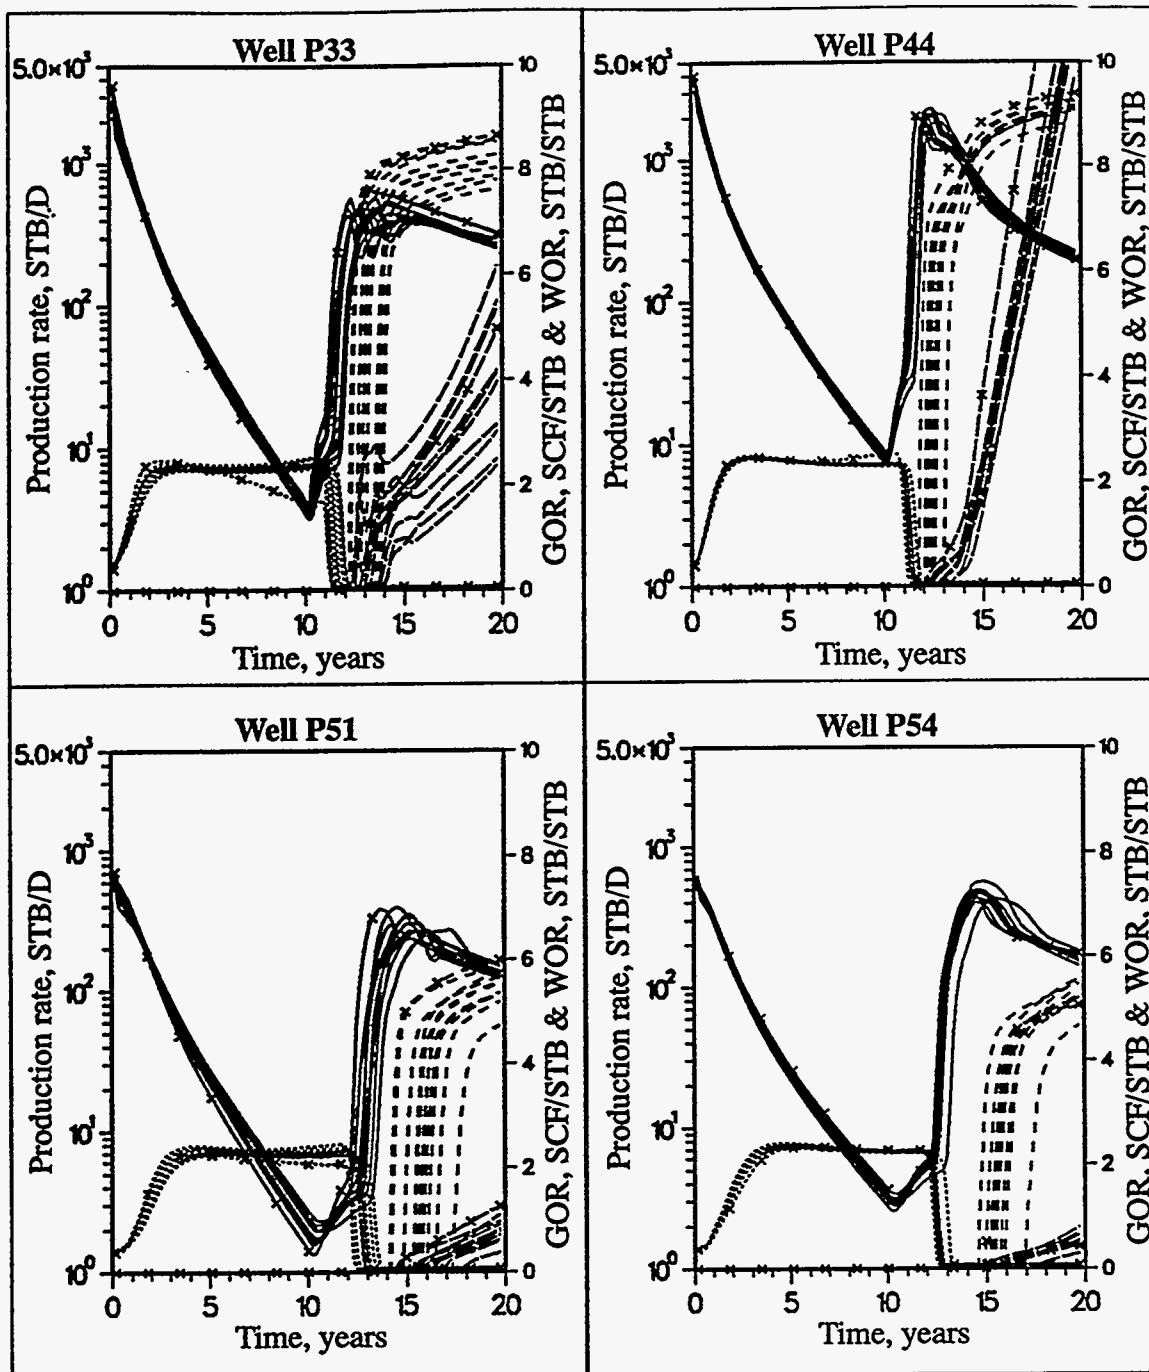 Well P33
5.0×10³
10³
10²
10¹
10⁰
10
8
6
4
2
0
0 5 10 15 20
Production rate, STB/D
GOR, SCF/STB & WOR, STB/STB
Time, years
Well P44
5.0×10³
10³
10²
10¹
10⁰
10
8
6
4
2
0
0 5 10 15 20
Production rate, STB/D
GOR, SCF/STB & WOR, STB/STB
Time, years
Well P51
5.0×10³
10³
10²
10¹
10⁰
10
8
6
4
2
0
0 5 10 15 20
Production rate, STB/D
GOR, SCF/STB & WOR, STB/STB
Time, years
Well P54
5.0×10³
10³
10²
10¹
10⁰
10
8
6
4
2
0
0 5 10 15 20
Production rate, STB/D
GOR, SCF/STB & WOR, STB/STB
Time, years